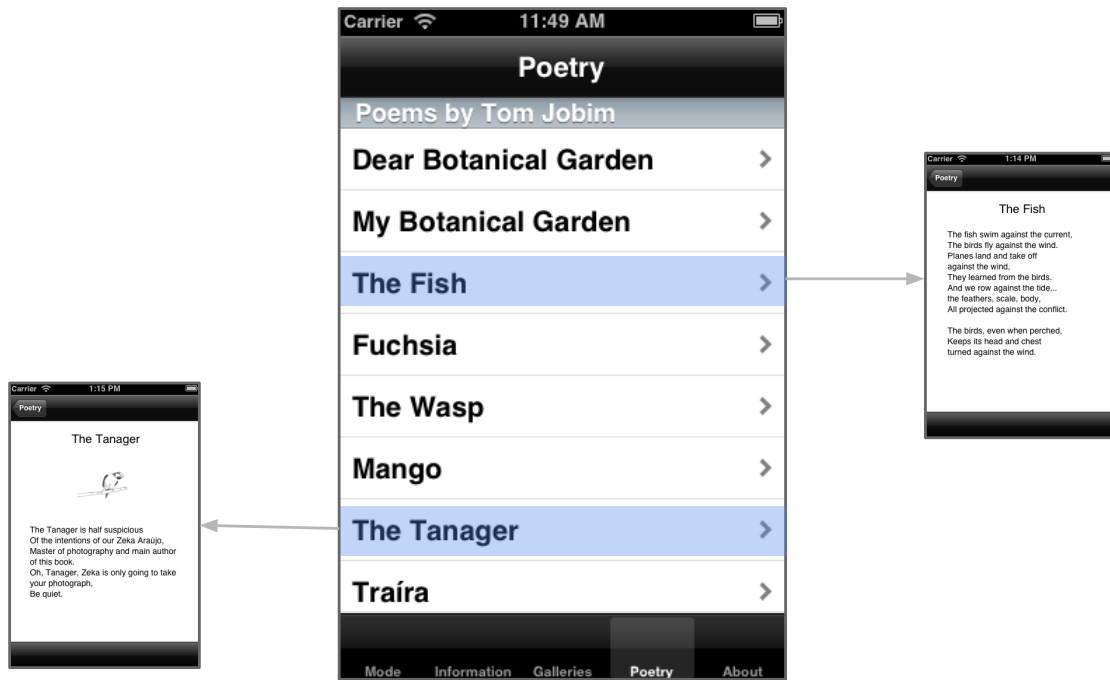 Carrier 11:49 AM
Poetry
Poems by Tom Jobim
Dear Botanical Garden
My Botanical Garden
The Fish
Fuchsia
The Wasp
Mango
The Tanager
Traíra
Mode Information Galleries Poetry About
Carrier 1:14 PM
Poetry
The Fish
The fish swim against the current,
The birds fly against the wind.
Planes land and take off
against the wind,
They learned from the birds.
And we row against the tide...
the feathers, scale, body,
All projected against the conflict.
The birds, even when perched,
Keeps its head and chest
turned against the wind.
Carrier 1:15 PM
Poetry
The Tanager
The Tanager is half suspicious
Of the intentions of our Zeka Araújo,
Master of photography and main author
of this book.
Oh, Tanager, Zeka is only going to take
your photograph,
Be quiet.